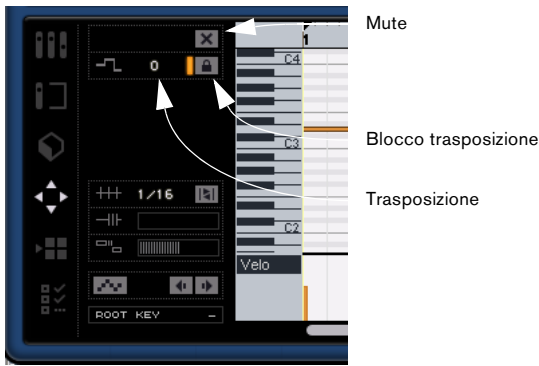 Mute
1
C4
0
Blocco trasposizione
C3
Trasposizione
1/16
C2
Velo
ROOT KEY –